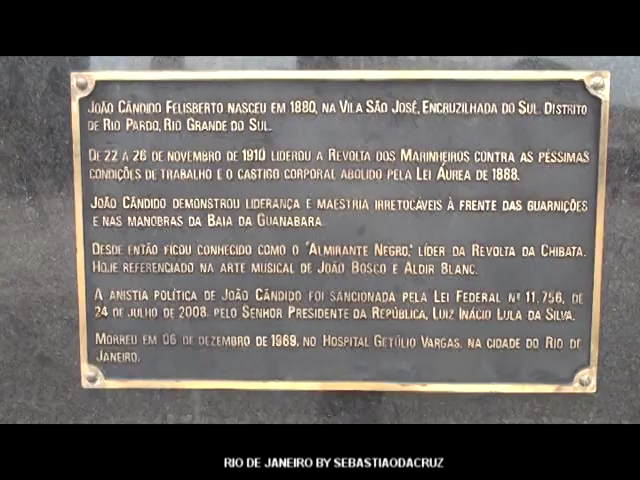 João Cândido Felisberto nasceu em 1880, na Vila São José, Encruzilhada do Sul. Distrito
de Rio Pardo, Rio Grande do Sul.
De 22 a 26 de novembro de 1910 liderou a Revolta dos Marinheiros contra as péssimas
condições de trabalho e o castigo corporal abolido pela Lei Áurea de 1888.
João Cândido demonstrou liderança e maestria irretocáveis à frente das guarnições
e nas manobras da Baia da Guanabara.
Desde então ficou conhecido como o "Almirante Negro," líder da Revolta da Chibata.
Hoje referenciado na arte musical de João Bosco e Aldir Blanc.
A anistia política de João Cândido foi sancionada pela Lei Federal nº 11.756, de
24 de julho de 2008, pelo Senhor Presidente da República, Luiz Inácio Lula da Silva.
Morreu em 06 de dezembro de 1969, no Hospital Getúlio Vargas, na cidade do Rio de
Janeiro.
RIO DE JANEIRO BY SEBASTIAODACRUZ